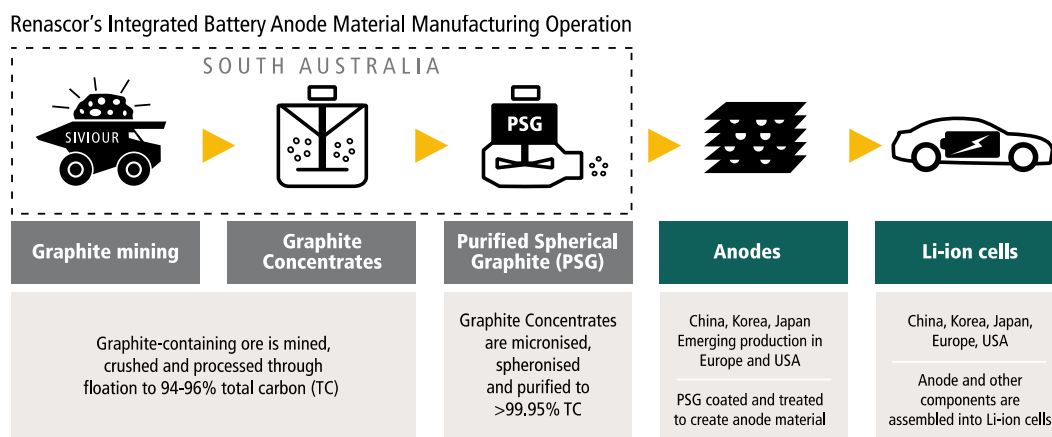 Renascor's Integrated Battery Anode Material Manufacturing Operation
SOUTH AUSTRALIA
SIVIOUR
PSG
Graphite mining
Graphite
Concentrates
Purified Spherical
Graphite (PSG)
Anodes
Li-ion cells
Graphite-containing ore is mined,
crushed and processed through
floation to 94-96% total carbon (TC)
Graphite Concentrates
are micronised,
spheronised
and purified to
>99.95% TC
China, Korea, Japan
Emerging production in
Europe and USA
PSG coated and treated
to create anode material
China, Korea, Japan,
Europe, USA
Anode and other
components are
assembled into Li-ion cells